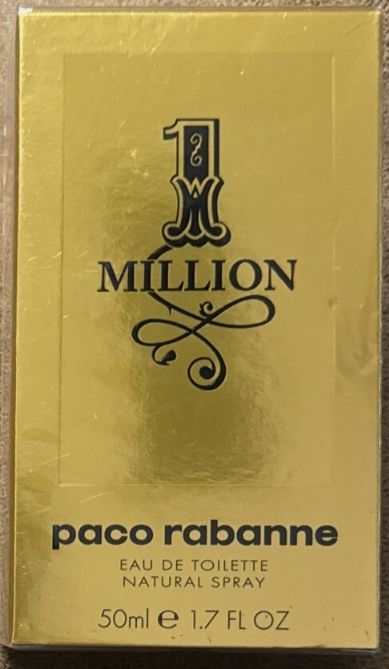 1
MILLION
paco rabanne
EAU DE TOILETTE
NATURAL SPRAY
50ml ℮ 1.7 FL OZ